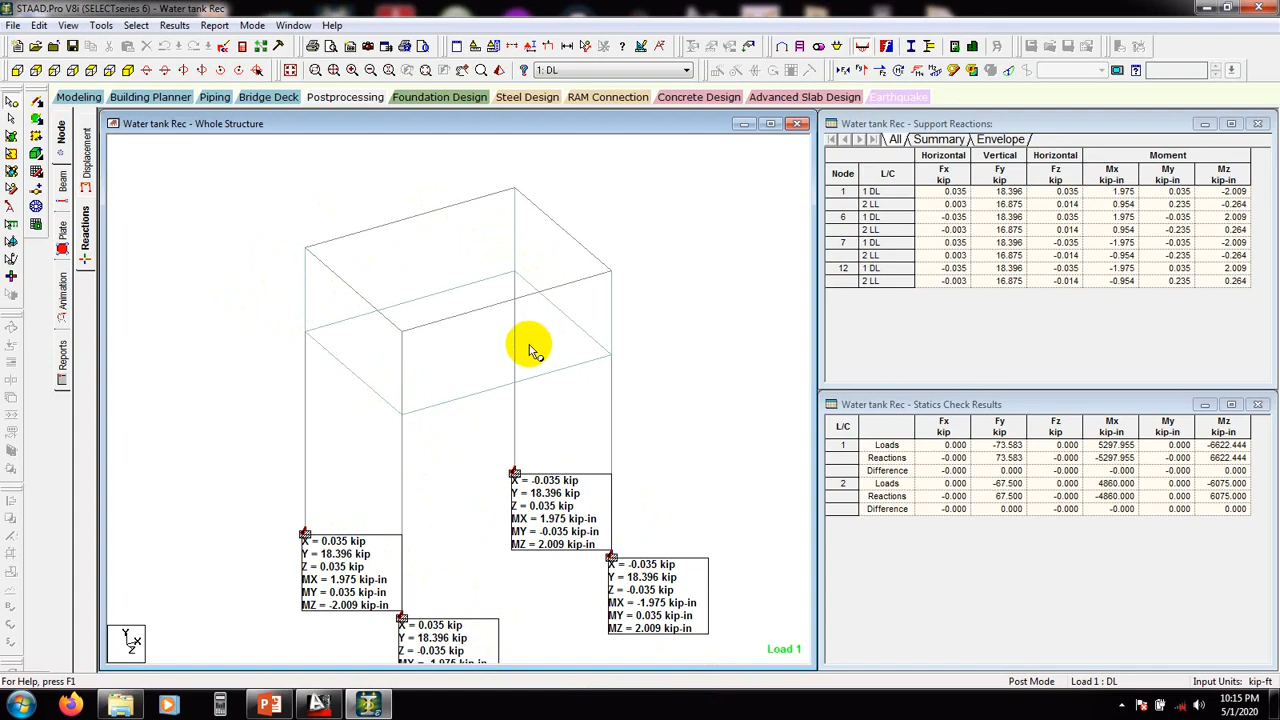 STAAD.Pro V8i (SELECTseries 6) - Water tank Rec
File Edit View Tools Select Results Report Mode Window Help
1: DL
Modeling Building Planner Piping Bridge Deck Postprocessing Foundation Design Steel Design RAM Connection Concrete Design Advanced Slab Design Earthquake
Node
Beam
Plate
Animation
Reports
Displacement
Reactions
Water tank Rec - Whole Structure
X = -0.035 kip
Y = 18.396 kip
Z = 0.035 kip
MX = 1.975 kip-in
MY = -0.035 kip-in
MZ = 2.009 kip-in
X = 0.035 kip
Y = 18.396 kip
Z = 0.035 kip
MX = 1.975 kip-in
MY = 0.035 kip-in
MZ = -2.009 kip-in
X = -0.035 kip
Y = 18.396 kip
Z = -0.035 kip
MX = -1.975 kip-in
MY = 0.035 kip-in
MZ = 2.009 kip-in
X = 0.035 kip
Y = 18.396 kip
Z = -0.035 kip
MX = -1.975 kip-in
Y
X
Z
Load 1
Water tank Rec - Support Reactions:
All Summary Envelope
Horizontal Vertical Horizontal Moment
Node L/C Fx kip Fy kip Fz kip Mx kip-in My kip-in Mz kip-in
1 1 DL 0.035 18.396 0.035 1.975 0.035 -2.009
2 LL 0.003 16.875 0.014 0.954 0.235 -0.264
6 1 DL -0.035 18.396 0.035 1.975 -0.035 2.009
2 LL -0.003 16.875 0.014 0.954 -0.235 0.264
7 1 DL 0.035 18.396 -0.035 -1.975 -0.035 -2.009
2 LL 0.003 16.875 -0.014 -0.954 -0.235 -0.264
12 1 DL -0.035 18.396 -0.035 -1.975 0.035 2.009
2 LL -0.003 16.875 -0.014 -0.954 0.235 0.264
Water tank Rec - Statics Check Results
L/C Fx kip Fy kip Fz kip Mx kip-in My kip-in Mz kip-in
1 Loads 0.000 -73.583 0.000 5297.955 0.000 -6622.444
Reactions -0.000 73.583 -0.000 -5297.955 -0.000 6622.444
Difference -0.000 0.000 -0.000 0.000 -0.000 0.000
2 Loads 0.000 -67.500 0.000 4860.000 0.000 -6075.000
Reactions -0.000 67.500 0.000 -4860.000 -0.000 6075.000
Difference -0.000 0.000 0.000 0.000 -0.000 0.000
For Help, press F1
Post Mode Load 1 : DL Input Units: kip-ft
10:15 PM
5/1/2020